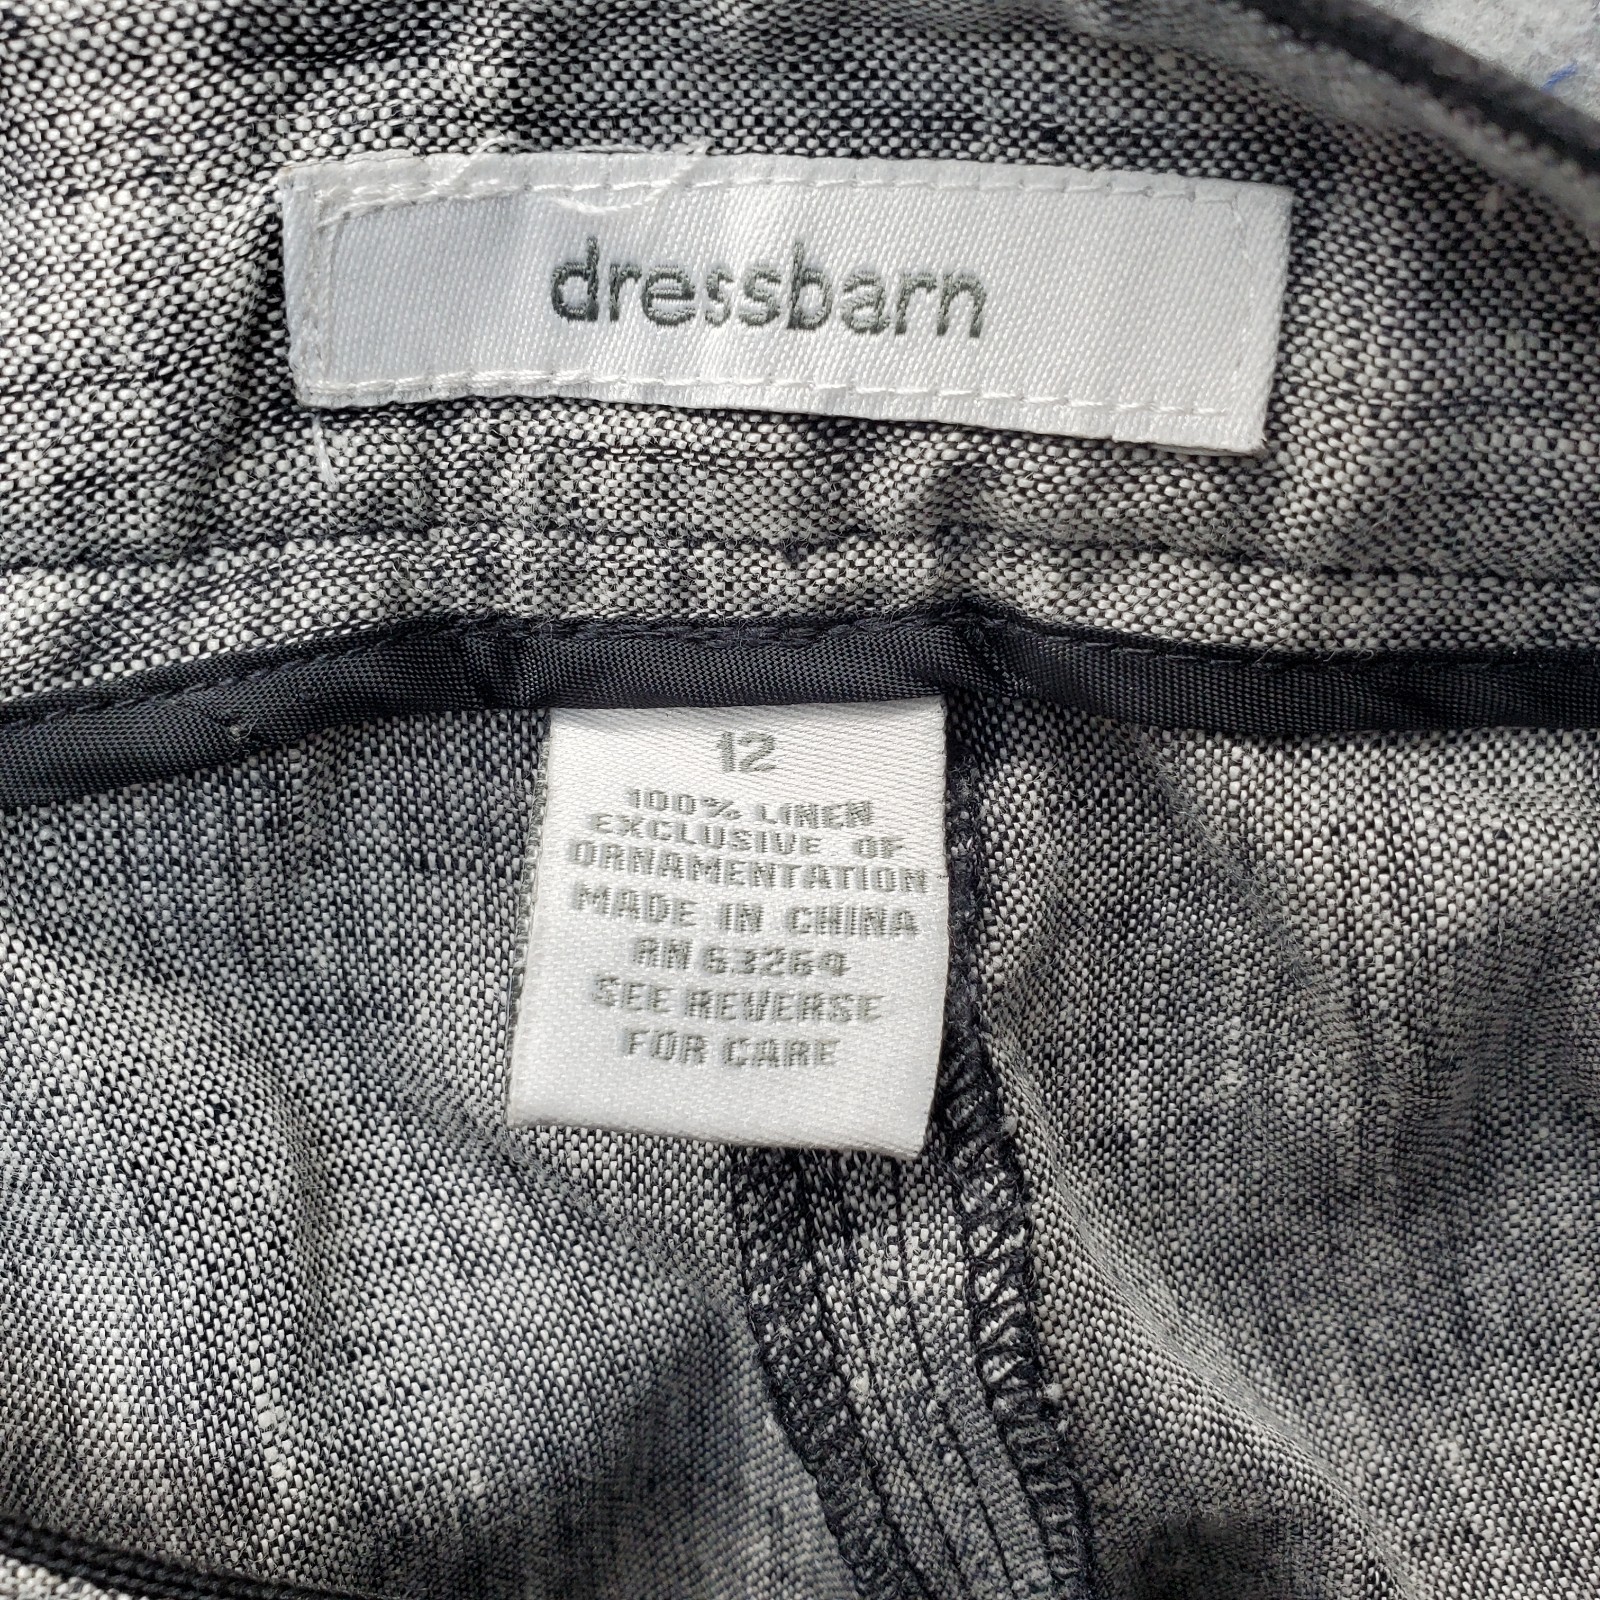 dressbarn
12
100% LINEN
EXCLUSIVE OF
ORNAMENTATION
MADE IN CHINA
RN 63264
SEE REVERSE
FOR CARE